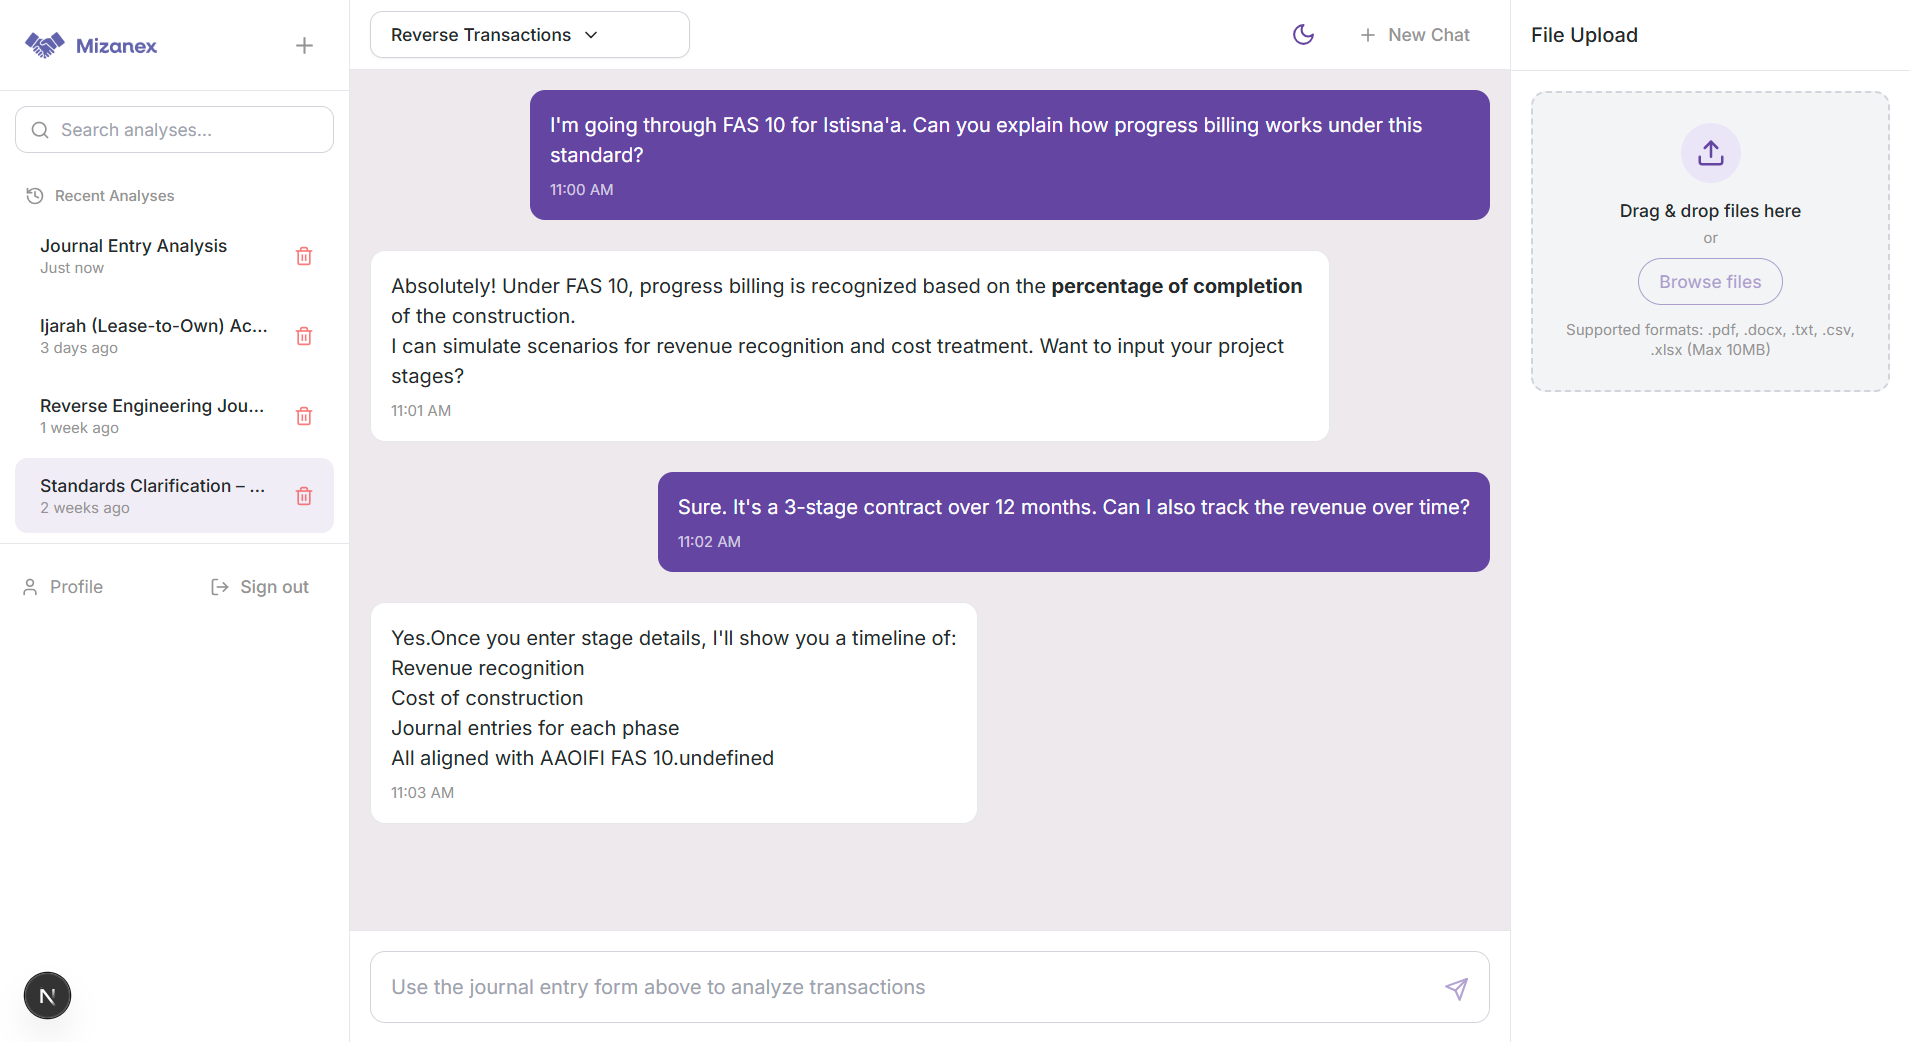 Mizanex
Search analyses...
Recent Analyses
Journal Entry Analysis
Just now
Ijarah (Lease-to-Own) Ac...
3 days ago
Reverse Engineering Jou...
1 week ago
Standards Clarification – ...
2 weeks ago
Profile
Sign out
N
Reverse Transactions
New Chat
I'm going through FAS 10 for Istisna'a. Can you explain how progress billing works under this
standard?
11:00 AM
Absolutely! Under FAS 10, progress billing is recognized based on the percentage of completion
of the construction.
I can simulate scenarios for revenue recognition and cost treatment. Want to input your project
stages?
11:01 AM
Sure. It's a 3-stage contract over 12 months. Can I also track the revenue over time?
11:02 AM
Yes.Once you enter stage details, I'll show you a timeline of:
Revenue recognition
Cost of construction
Journal entries for each phase
All aligned with AAOIFI FAS 10.undefined
11:03 AM
Use the journal entry form above to analyze transactions
File Upload
Drag & drop files here
or
Browse files
Supported formats: .pdf, .docx, .txt, .csv,
.xlsx (Max 10MB)